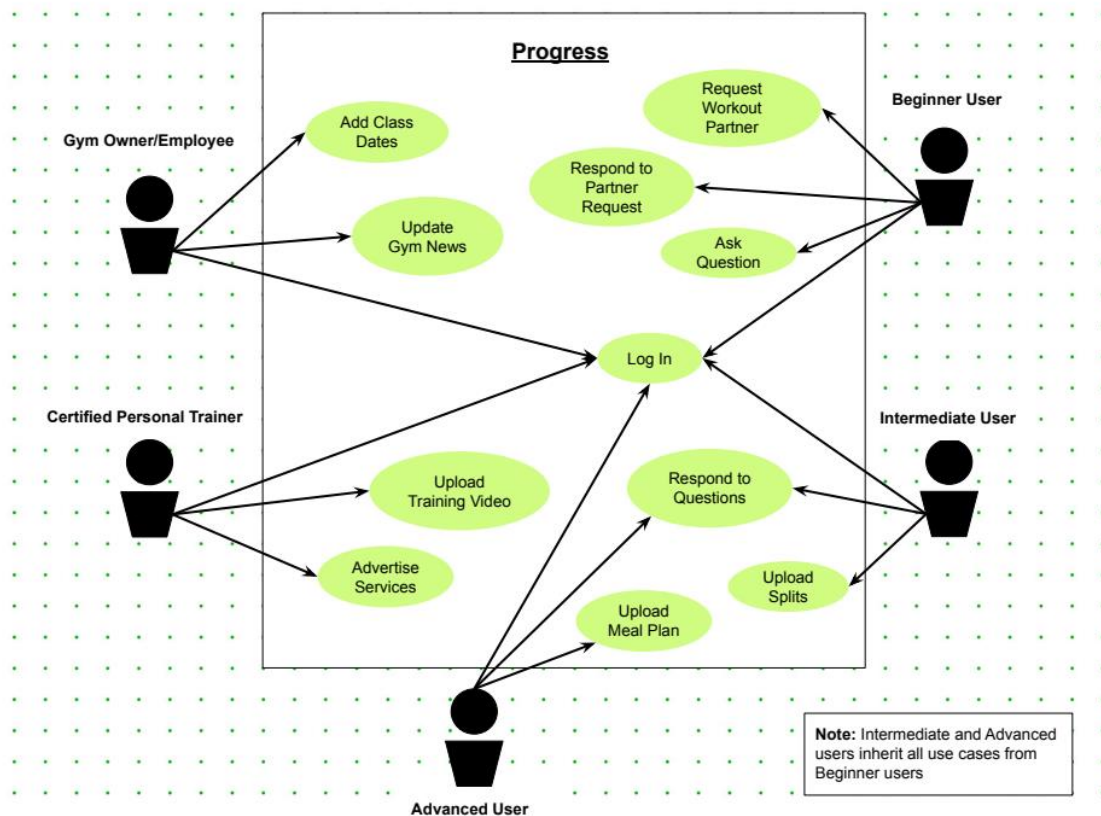 Progress
Request
Workout
Partner
Beginner User
Add Class
Dates
Gym Owner/Employee
Respond to
Partner
Request
Update
Gym News
Ask
Question
Log In
Certified Personal Trainer
Intermediate User
Upload
Training Video
Respond to
Questions
Advertise
Services
Upload
Splits
Upload
Meal Plan
Note: Intermediate and Advanced
users inherit all use cases from
Beginner users
Advanced User